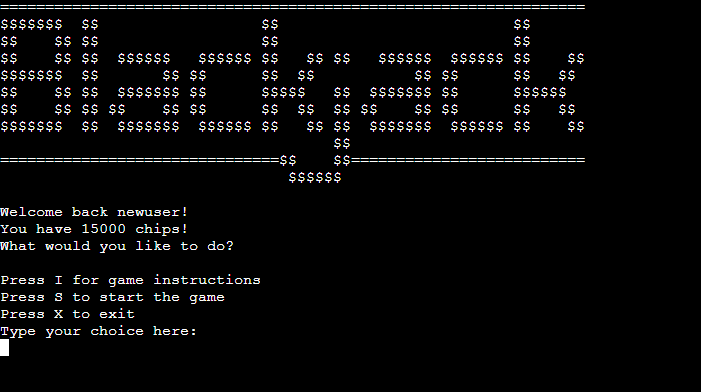 Blackjack
Welcome back newuser!
You have 15000 chips!
What would you like to do?
Press I for game instructions
Press S to start the game
Press X to exit
Type your choice here: